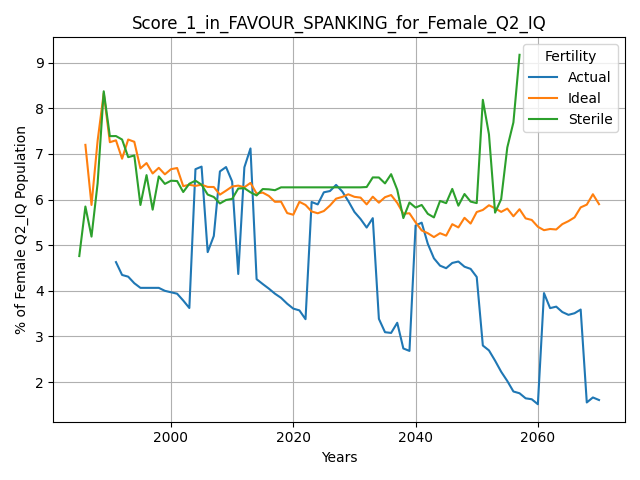 Score_1_in_FAVOUR_SPANKING_for_Female_Q2_IQ
Fertility
Actual
Ideal
Sterile
% of Female Q2_IQ Population
9
8
7
6
5
4
3
2
2000 2020 2040 2060
Years